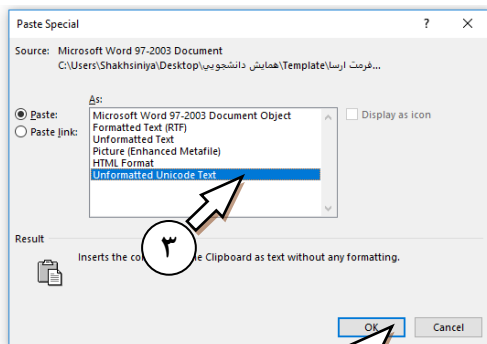 Paste Special ? ×
Source: Microsoft Word 97-2003 Document
C:\Users\Shakhsiniya\Desktop\همایش دانشجویی\Template\فرمت ارسا...
As:
Paste:
Paste link:
Microsoft Word 97-2003 Document Object
Formatted Text (RTF)
Unformatted Text
Picture (Enhanced Metafile)
HTML Format
Unformatted Unicode Text
Display as icon
۳
Result
Inserts the co e Clipboard as text without any formatting.
OK Cancel